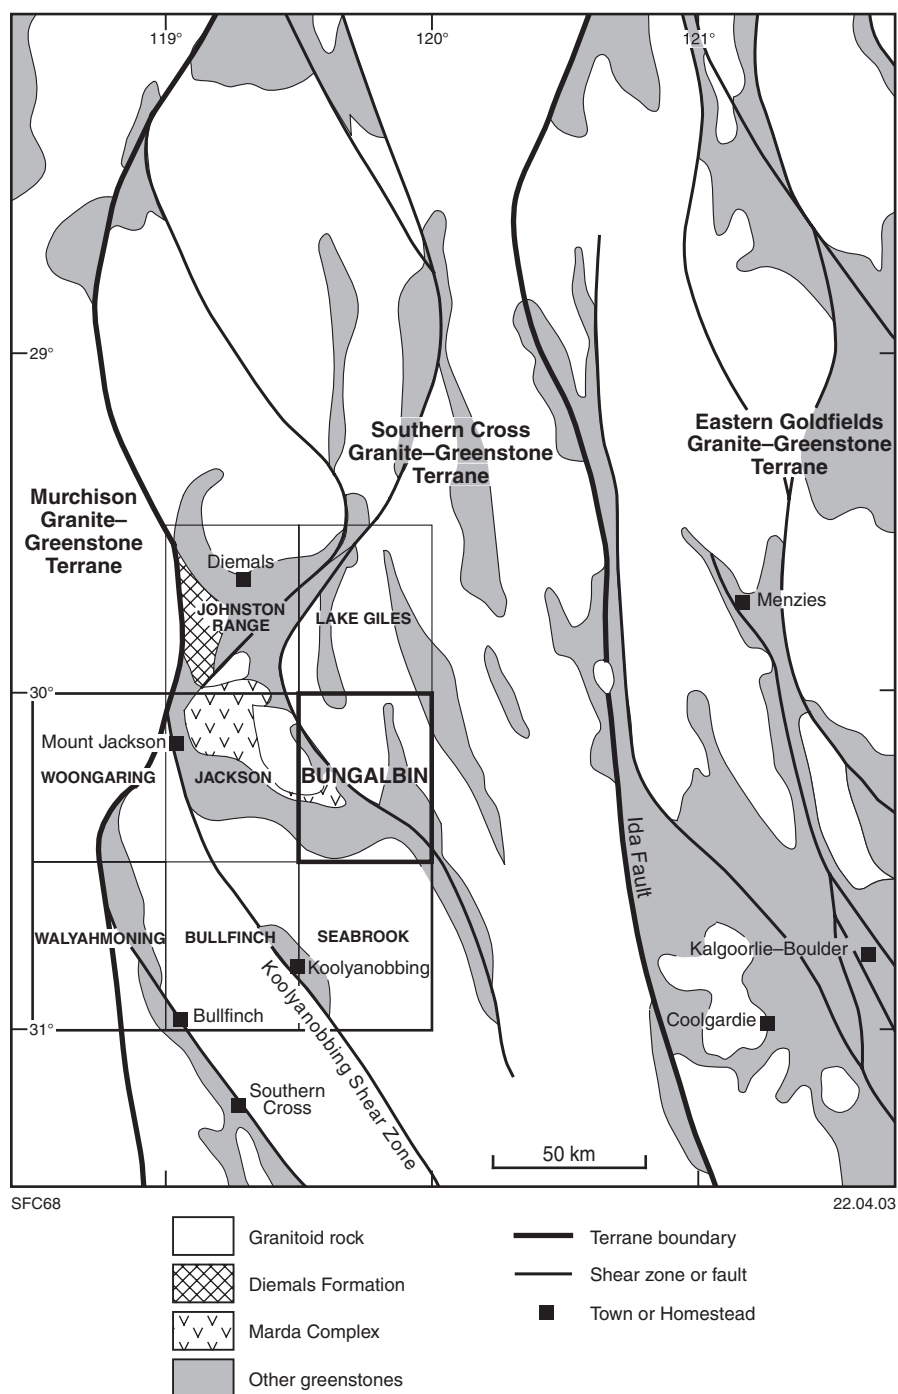 119°
120°
121°
29°
Southern Cross
Granite–Greenstone
Terrane
Eastern Goldfields
Granite–Greenstone
Terrane
Murchison
Granite–
Greenstone
Terrane
Diemals
JOHNSTON
RANGE
LAKE GILES
Menzies
30°
Mount Jackson
WOONGARING
JACKSON
BUNGALBIN
Ida Fault
WALYAHMONING
BULLFINCH
SEABROOK
Kalgoorlie–Boulder
Koolyanobbing
Koolyanobbing Shear Zone
Bullfinch
Coolgardie
31°
Southern
Cross
50 km
SFC68
22.04.03
Granitoid rock
Diemals Formation
Marda Complex
Other greenstones
Terrane boundary
Shear zone or fault
Town or Homestead